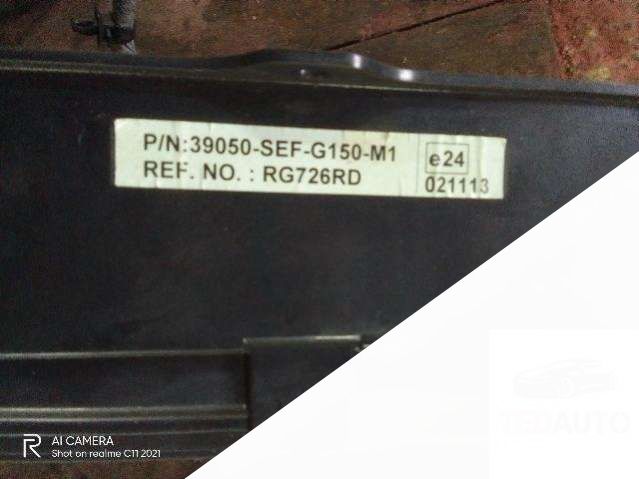 P/N:39050-SEF-G150-M1
REF. NO. : RG726RD
e24
021113
AI CAMERA
Shot on realme C11 2021
TEDAUTO